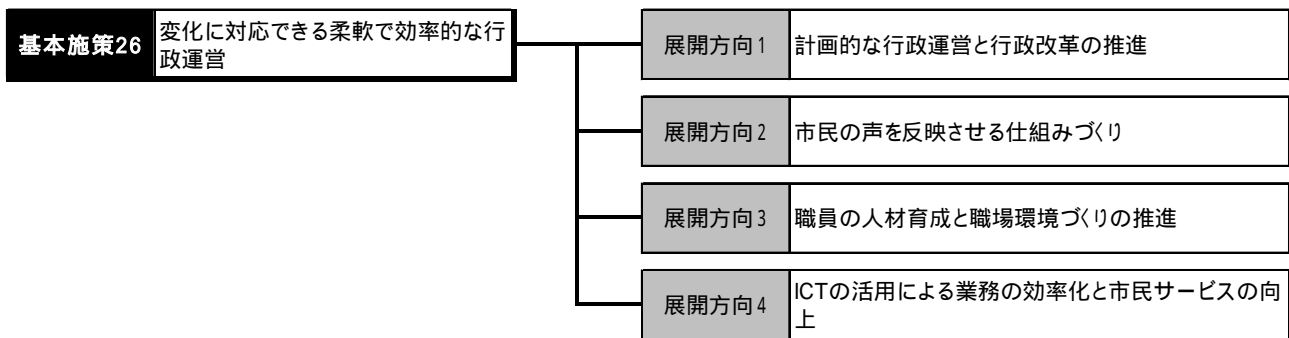 基本施策26
変化に対応できる柔軟で効率的な行
政運営
展開方向1
計画的な行政運営と行政改革の推進
展開方向2
市民の声を反映させる仕組みづくり
展開方向3
職員の人材育成と職場環境づくりの推進
展開方向4
ICTの活用による業務の効率化と市民サービスの向
上